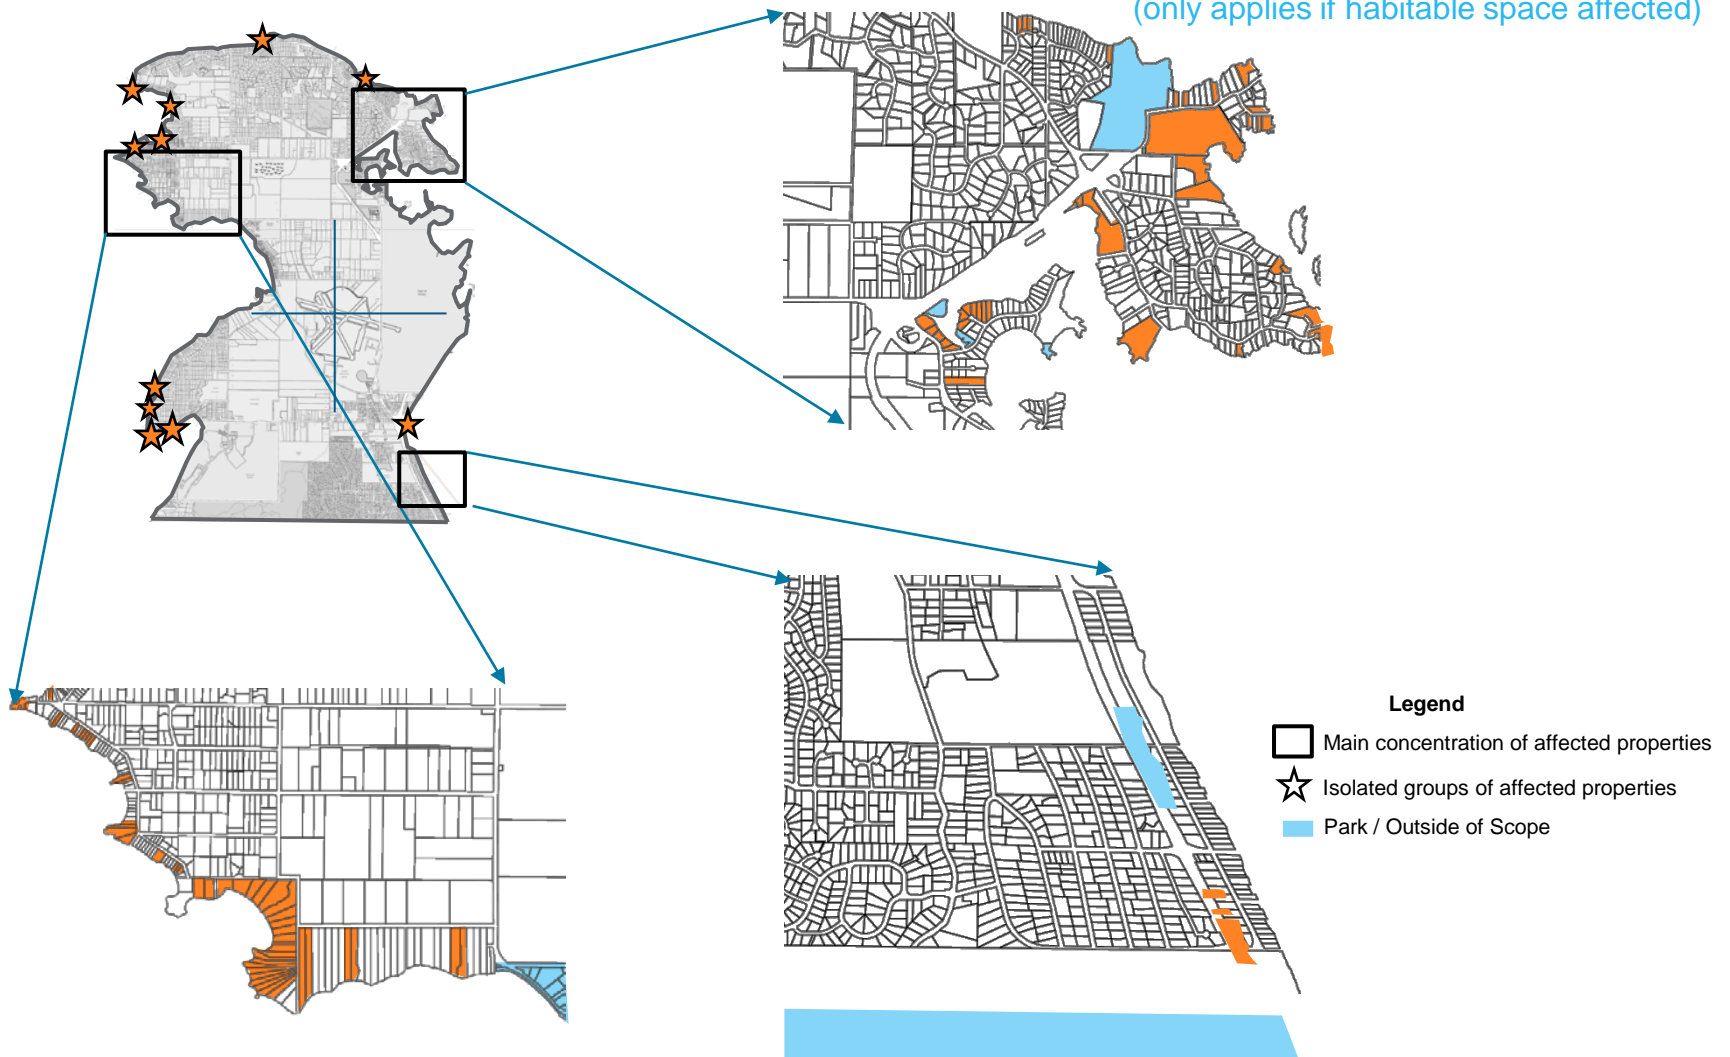 (only applies if habitable space affected)
Legend
Main concentration of affected properties
Isolated groups of affected properties
Park / Outside of Scope